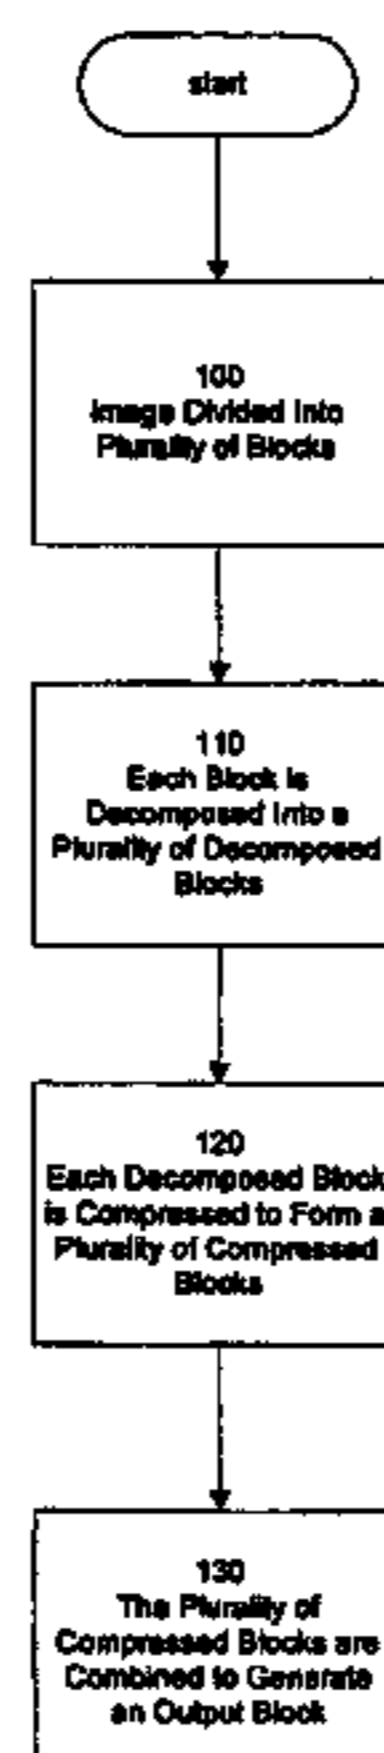 start
100
Image Divided Into
Plurality of Blocks
110
Each Block is
Decomposed Into a
Plurality of Decomposed
Blocks
120
Each Decomposed Block
is Compressed to Form a
Plurality of Compressed
Blocks
130
The Plurality of
Compressed Blocks are
Combined to Generate
an Output Block